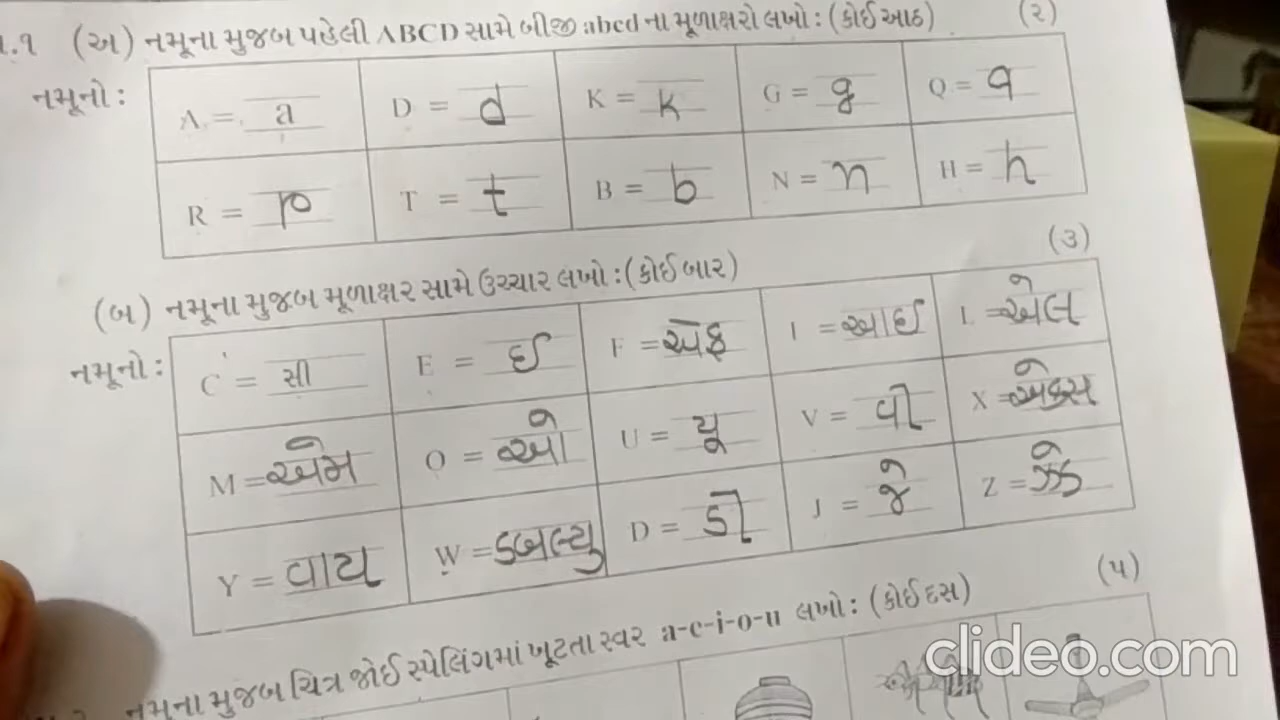 .૧ (અ) નમૂના મુજબ પહેલી ABCD સામે બીજી abcd ના મૂળાક્ષરો લખો : (કોઈ આઠ) (૨)
નમૂનો : A = a D = d K = k G = g Q = q
R = p T = t B = b N = n H = h
(બ) નમૂના મુજબ મૂળાક્ષર સામે ઉચ્ચાર લખો : (કોઈ બાર) (૩)
નમૂનો : C = સી E = ઈ F = એફ I = આઈ L = એલ
M = એમ O = ઓ U = યૂ V = વી X = એક્સ
Y = વાય W = ડબલ્યુ D = ડી J = જે Z = ઝેડ
નમૂના મુજબ ચિત્ર જોઈ સ્પેલિંગમાં ખૂટતા સ્વર a-e-i-o-u લખો : (કોઈ દસ) (૫)
clideo.com